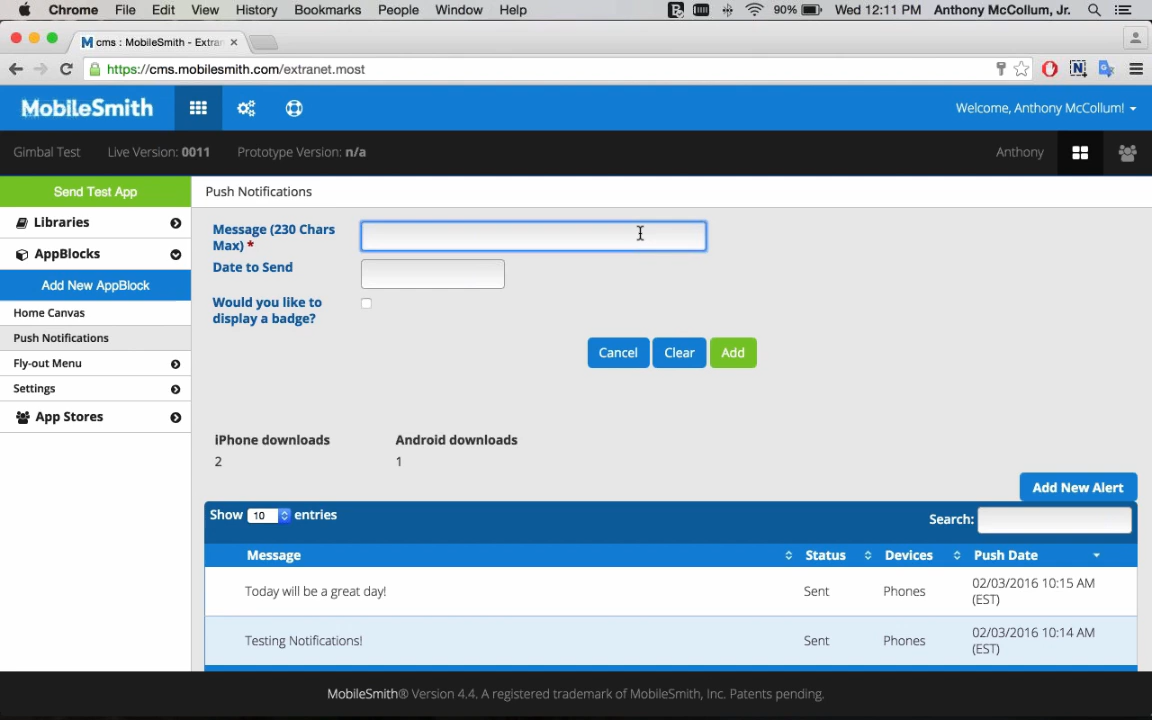 Chrome File Edit View History Bookmarks People Window Help 90% Wed 12:11 PM Anthony McCollum, Jr.
cms : MobileSmith - Extra
https://cms.mobilesmith.com/extranet.most
MobileSmith Welcome, Anthony McCollum!
Gimbal Test Live Version: 0011 Prototype Version: n/a Anthony
Send Test App
Libraries
AppBlocks
Add New AppBlock
Home Canvas
Push Notifications
Fly-out Menu
Settings
App Stores
Push Notifications
Message (230 Chars
Max) *
Date to Send
Would you like to
display a badge?
Cancel Clear Add
iPhone downloads Android downloads
2 1
Add New Alert
Show 10 entries Search:
Message Status Devices Push Date
Today will be a great day! Sent Phones 02/03/2016 10:15 AM
(EST)
Testing Notifications! Sent Phones 02/03/2016 10:14 AM
(EST)
MobileSmith® Version 4.4. A registered trademark of MobileSmith, Inc. Patents pending.